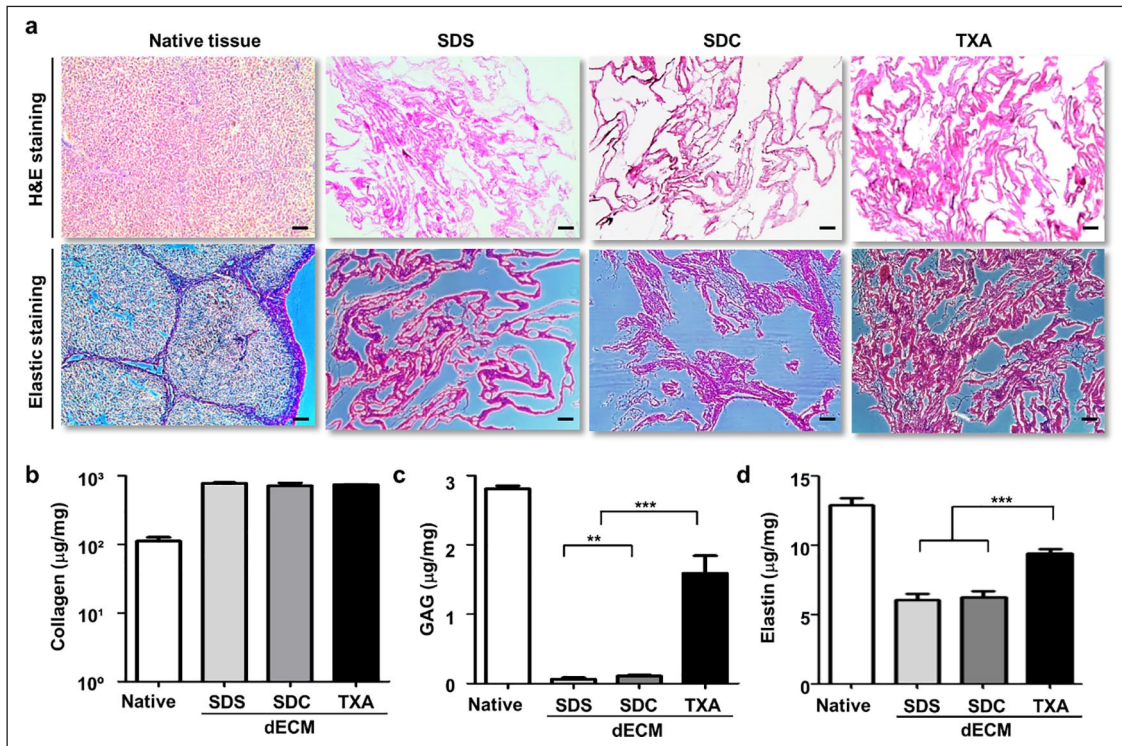 a
Native tissue SDS SDC TXA
H&E staining
Elastic staining
b
Collagen (μg/mg)
10³
10²
10¹
10⁰
Native SDS SDC TXA
dECM
c
GAG (μg/mg)
3
2
1
0
***
**
Native SDS SDC TXA
dECM
d
Elastin (μg/mg)
15
10
5
0
***
Native SDS SDC TXA
dECM